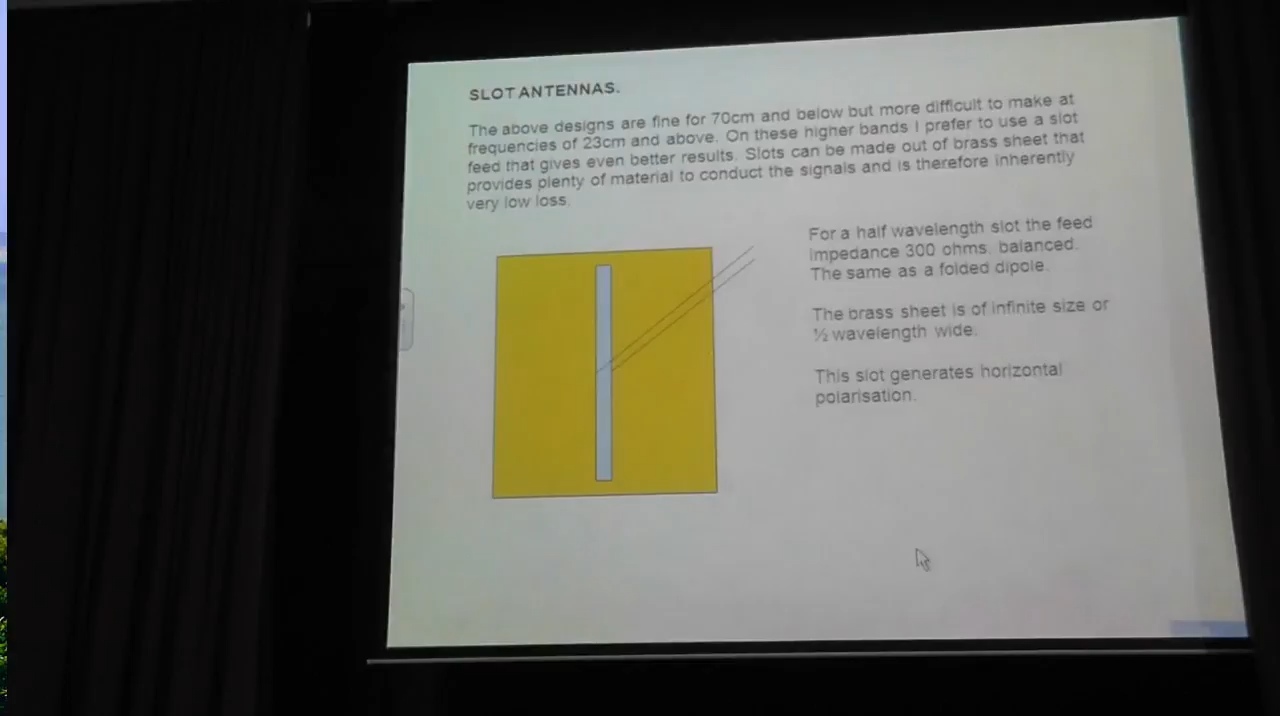 SLOT ANTENNAS.
The above designs are fine for 70cm and below but more difficult to make at
frequencies of 23cm and above. On these higher bands I prefer to use a slot
feed that gives even better results. Slots can be made out of brass sheet that
provides plenty of material to conduct the signals and is therefore inherently
very low loss.
For a half wavelength slot the feed
impedance 300 ohms, balanced.
The same as a folded dipole.
The brass sheet is of infinite size or
½ wavelength wide.
This slot generates horizontal
polarisation.